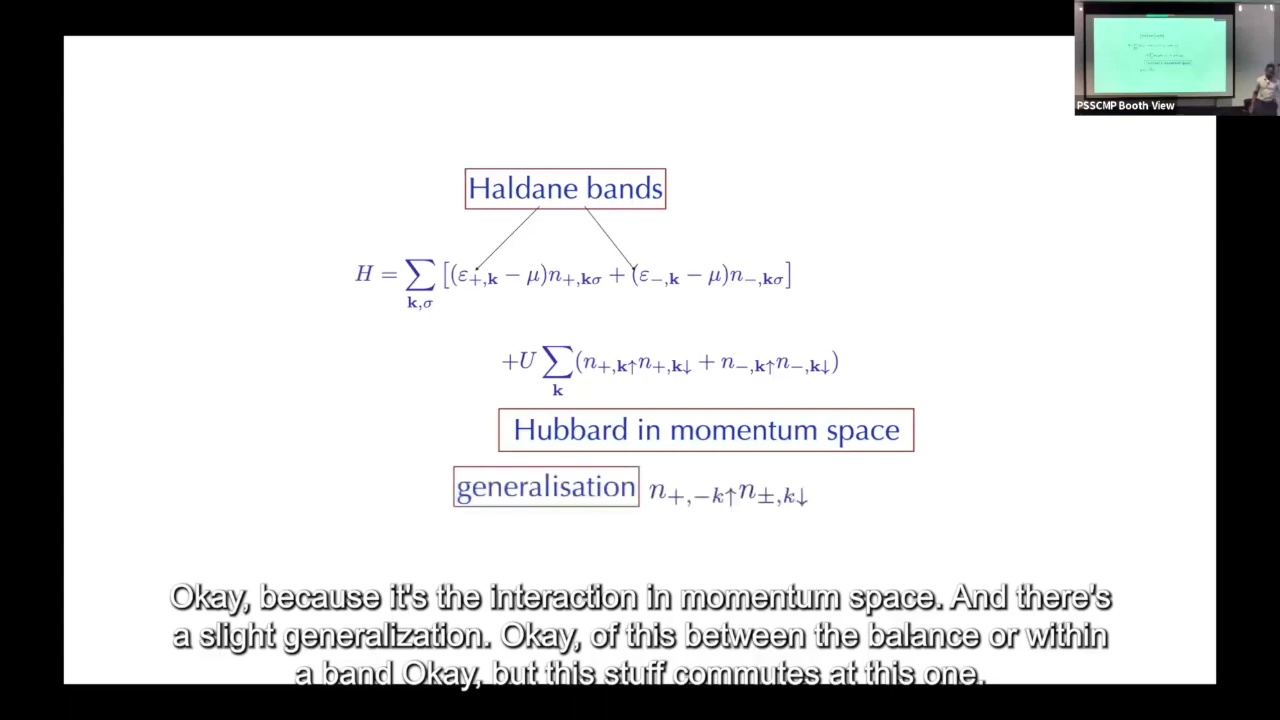 PSSCMP Booth View
Haldane bands
H = ∑_{k,σ} [(ε_{+,k} − μ)n_{+,kσ} + (ε_{−,k} − μ)n_{−,kσ}]
+U ∑_{k} (n_{+,k↑}n_{+,k↓} + n_{−,k↑}n_{−,k↓})
Hubbard in momentum space
generalisation n_{+,−k↑}n_{±,k↓}
Okay, because it's the interaction in momentum space. And there's
a slight generalization. Okay, of this between the balance or within
a band Okay, but this stuff commutes at this one.